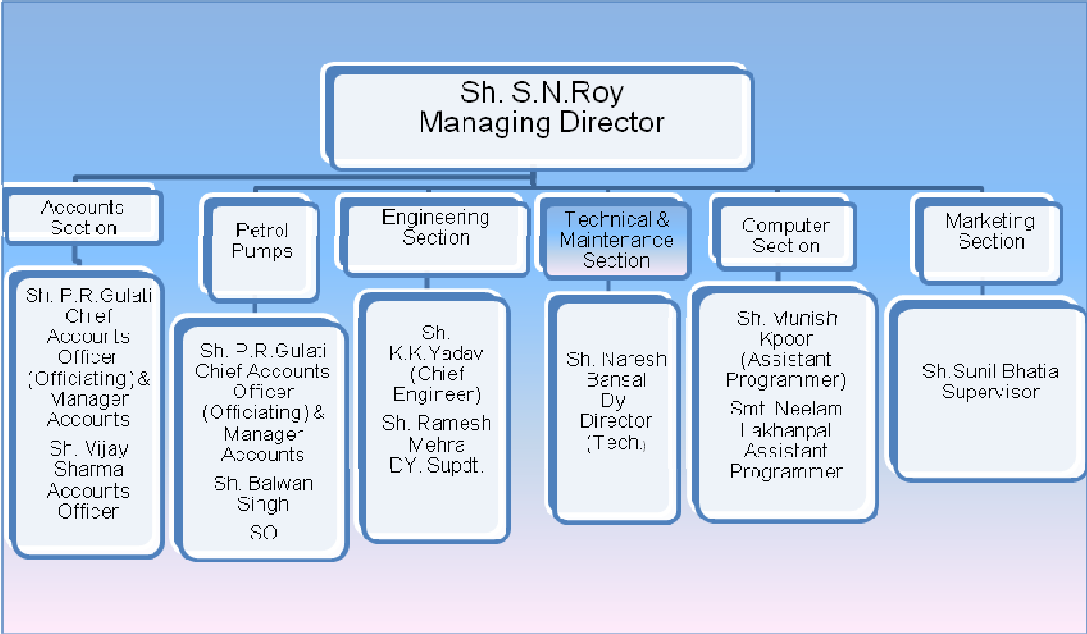 Sh. S.N.Roy
Managing Director
Accounts
Section
Petrol
Pumps
Engineering
Section
Technical &
Maintenance
Section
Computer
Section
Marketing
Section
Sh. P.R.Gulati
Chief
Accounts
Officer
(Officiating) &
Manager
Accounts
Sh. Vijay
Sharma
Accounts
Officer
Sh. P.R.Gulati
Chief Accounts
Officer
(Officiating) &
Manager
Accounts
Sh. Balwan
Singh
SO
Sh.
K.K.Yadav
(Chief
Engineer)
Sh. Ramesh
Mehra
DY. Supdt.
Sh. Naresh
Bansal
Dy
Director
(Tech.)
Sh. Munish
Kpoor
(Assistant
Programmer)
Smt. Neelam
Lakhanpal
Assistant
Programmer
Sh.Sunil Bhatia
Supervisor